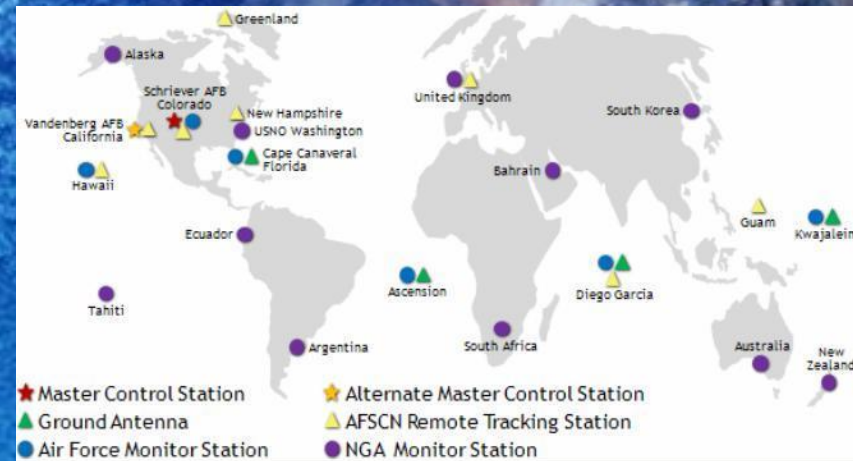 Greenland
Alaska
Schriever AFB
Colorado
Vandenberg AFB
California
New Hampshire
USNO Washington
Cape Canaveral
Florida
Hawaii
United Kingdom
South Korea
Bahrain
Guam
Kwajalein
Ecuador
Ascension
Diego Garcia
Tahiti
Argentina
South Africa
Australia
New
Zealand
Master Control Station
Alternate Master Control Station
Ground Antenna
AFSCN Remote Tracking Station
Air Force Monitor Station
NGA Monitor Station